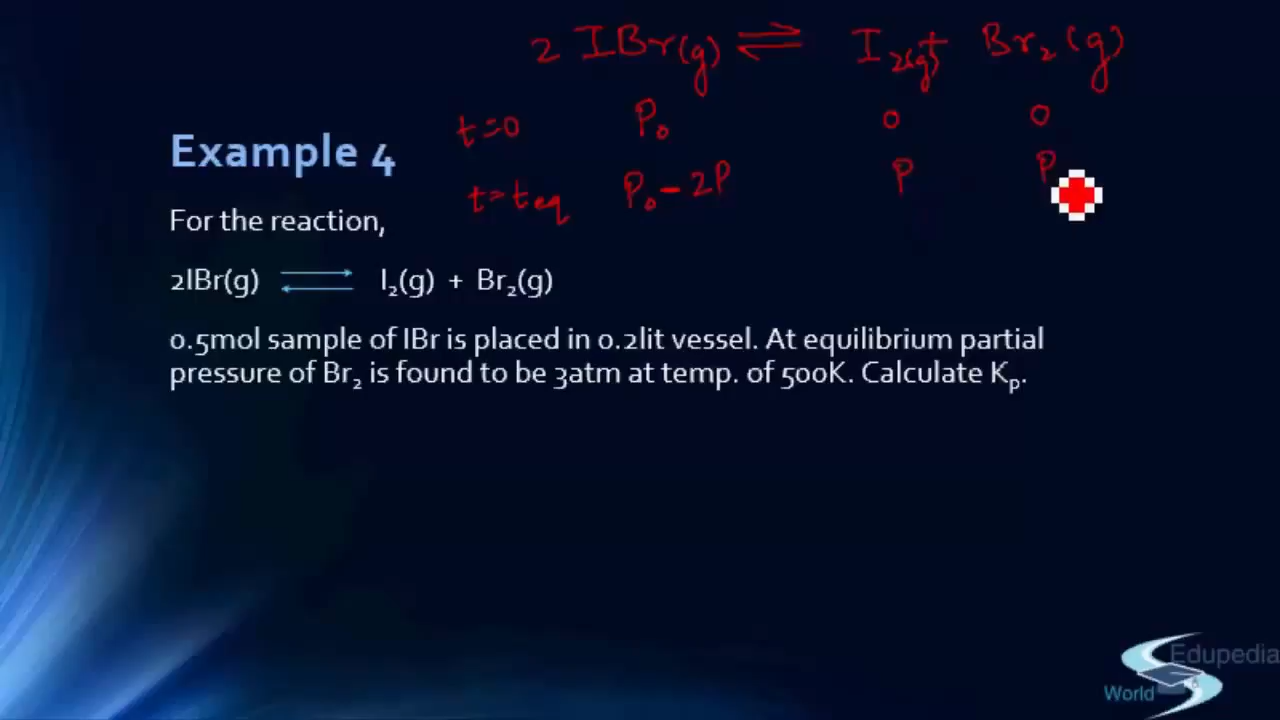 2 IBr(g) ⇌ I₂(g) + Br₂(g)
t=0 P₀ 0 0
t=teq P₀-2P P P
Example 4
For the reaction,
2IBr(g) ⇌ I₂(g) + Br₂(g)
0.5mol sample of IBr is placed in 0.2lit vessel. At equilibrium partial
pressure of Br₂ is found to be 3atm at temp. of 500K. Calculate Kₚ.
Edupedia
World